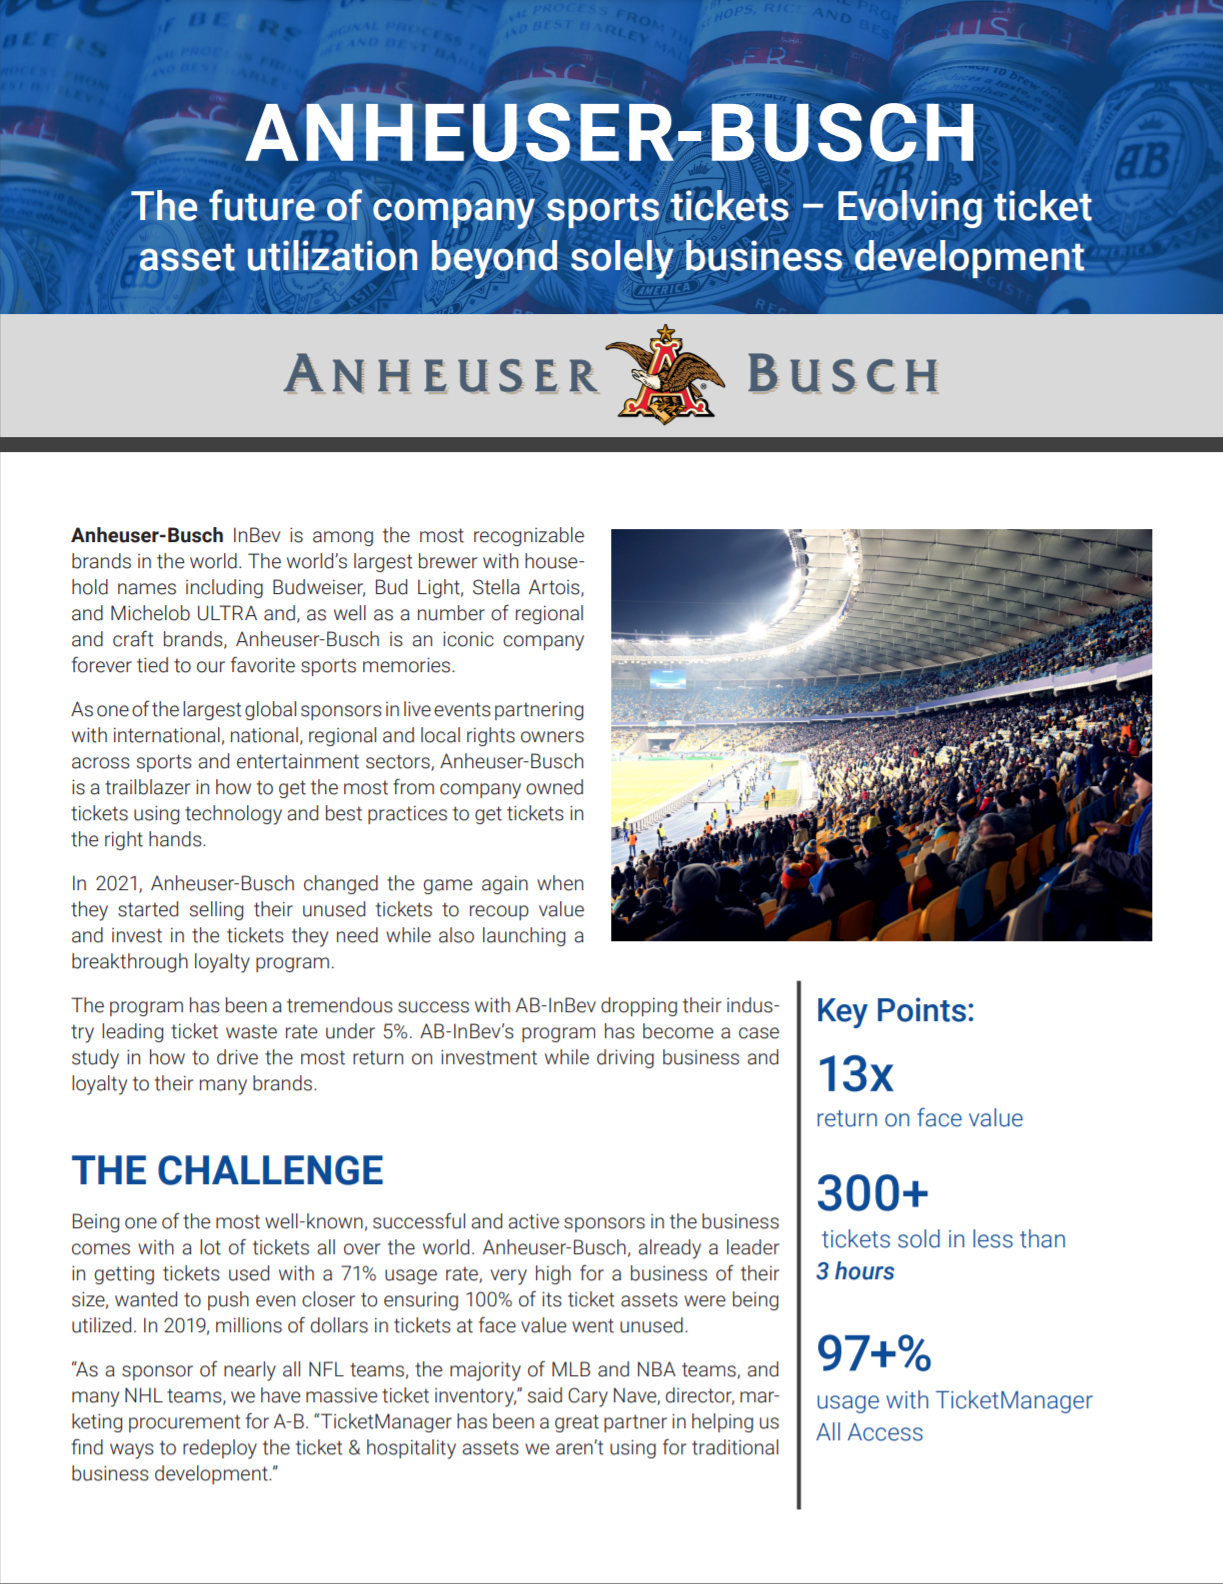 ANHEUSER-BUSCH
The future of company sports tickets – Evolving ticket
asset utilization beyond solely business development
ANHEUSER BUSCH
Anheuser-Busch InBev is among the most recognizable
brands in the world. The world's largest brewer with house-
hold names including Budweiser, Bud Light, Stella Artois,
and Michelob ULTRA and, as well as a number of regional
and craft brands, Anheuser-Busch is an iconic company
forever tied to our favorite sports memories.
As one of the largest global sponsors in live events partnering
with international, national, regional and local rights owners
across sports and entertainment sectors, Anheuser-Busch
is a trailblazer in how to get the most from company owned
tickets using technology and best practices to get tickets in
the right hands.
In 2021, Anheuser-Busch changed the game again when
they started selling their unused tickets to recoup value
and invest in the tickets they need while also launching a
breakthrough loyalty program.
The program has been a tremendous success with AB-InBev dropping their indus-
try leading ticket waste rate under 5%. AB-InBev's program has become a case
study in how to drive the most return on investment while driving business and
loyalty to their many brands.
THE CHALLENGE
Being one of the most well-known, successful and active sponsors in the business
comes with a lot of tickets all over the world. Anheuser-Busch, already a leader
in getting tickets used with a 71% usage rate, very high for a business of their
size, wanted to push even closer to ensuring 100% of its ticket assets were being
utilized. In 2019, millions of dollars in tickets at face value went unused.
“As a sponsor of nearly all NFL teams, the majority of MLB and NBA teams, and
many NHL teams, we have massive ticket inventory,” said Cary Nave, director, mar-
keting procurement for A-B. “TicketManager has been a great partner in helping us
find ways to redeploy the ticket & hospitality assets we aren't using for traditional
business development.”
Key Points:
13x
return on face value
300+
tickets sold in less than
3 hours
97+%
usage with TicketManager
All Access